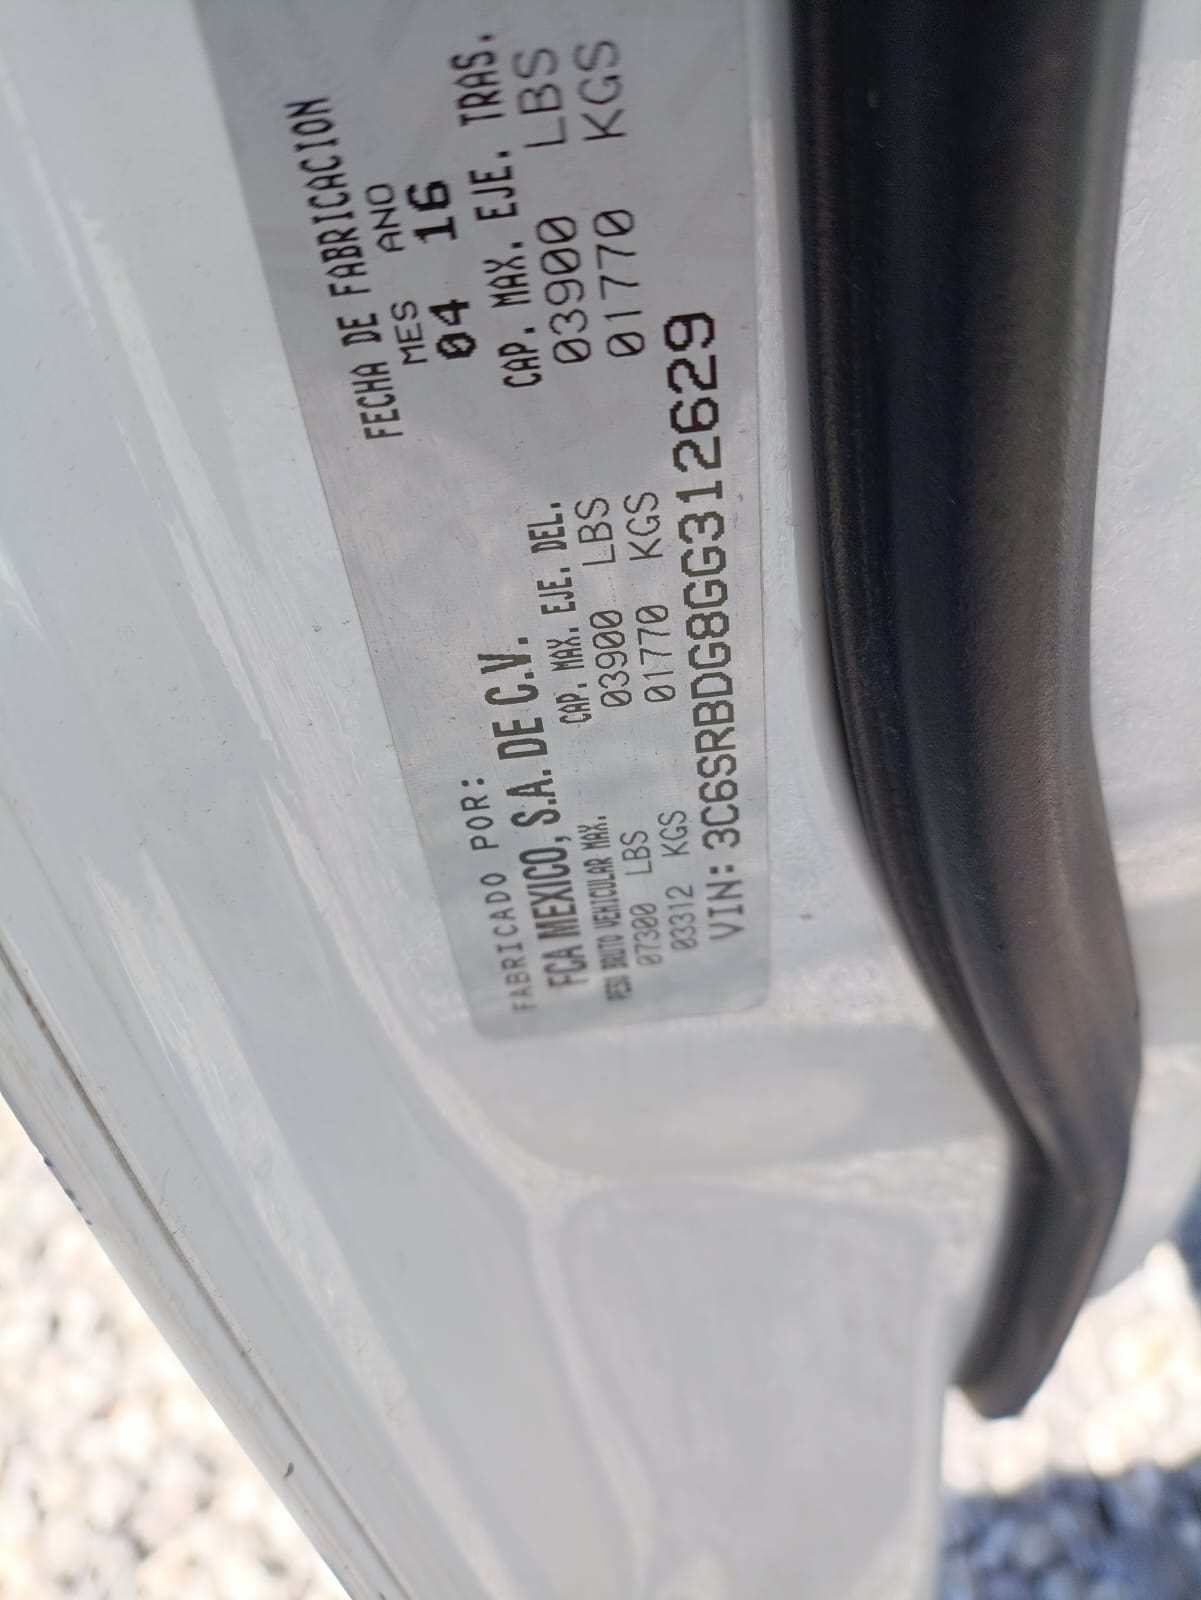 FABRICADO POR:
FCA MEXICO, S.A. DE C.V.
FECHA DE FABRICACION
MES ANO
04 16
PESO BRUTO VEHICULAR MAX.
07300 LBS
03312 KGS
CAP. MAX. EJE. DEL.
03900 LBS
01770 KGS
CAP. MAX. EJE. TRAS.
03900 LBS
01770 KGS
VIN: 3C6SRBDG8GG312629